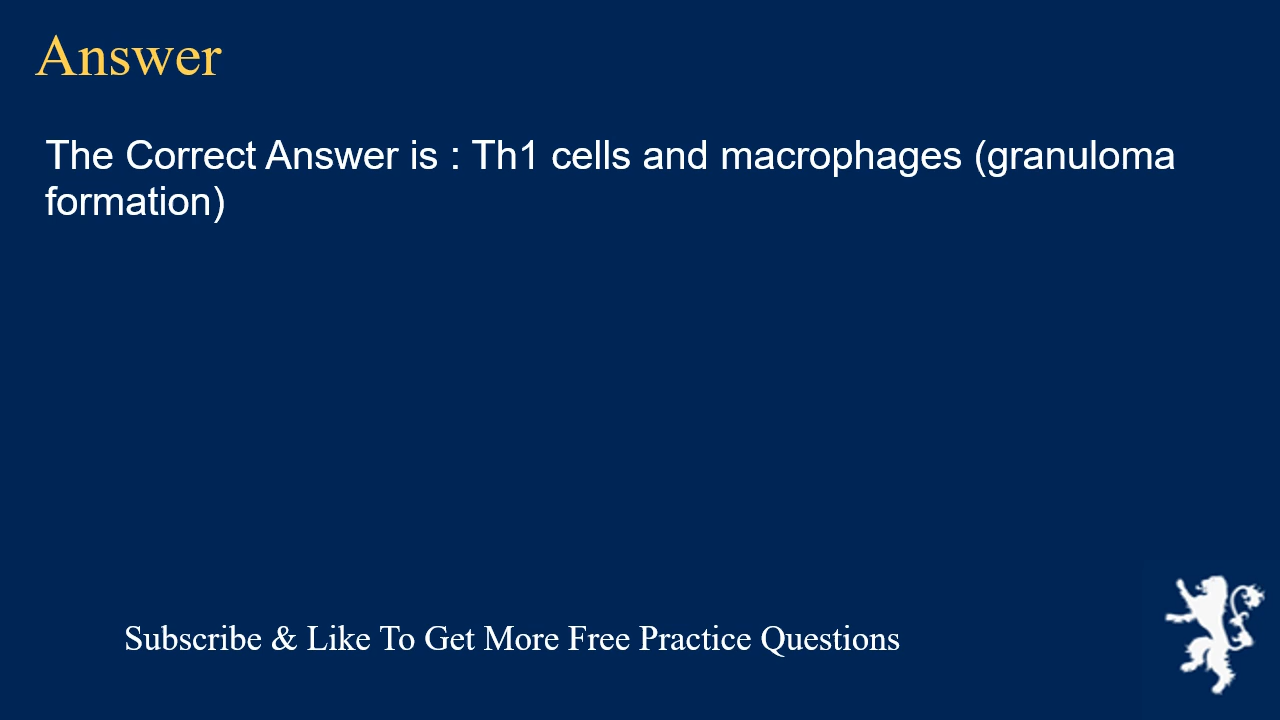 Answer
The Correct Answer is : Th1 cells and macrophages (granuloma
formation)
Subscribe & Like To Get More Free Practice Questions